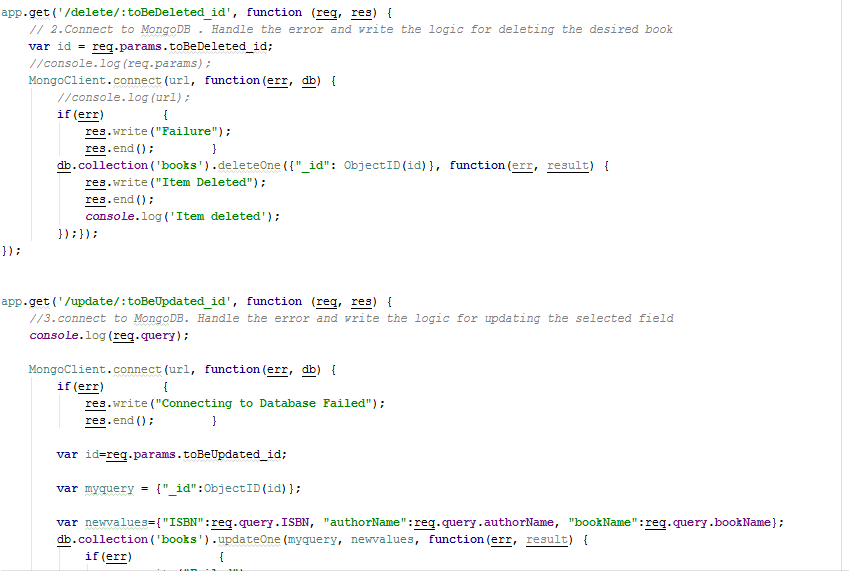 app.get('/delete/:toBeDeleted_id', function (req, res) {
// 2.Connect to MongoDB . Handle the error and write the logic for deleting the desired book
var id = req.params.toBeDeleted_id;
//console.log(req.params);
MongoClient.connect(url, function(err, db) {
//console.log(url);
if(err) {
res.write("Failure");
res.end(); }
db.collection('books').deleteOne({"_id": ObjectID(id)}, function(err, result) {
res.write("Item Deleted");
res.end();
console.log('Item deleted');
});});
});
app.get('/update/:toBeUpdated_id', function (req, res) {
//3.connect to MongoDB. Handle the error and write the logic for updating the selected field
console.log(req.query);
MongoClient.connect(url, function(err, db) {
if(err) {
res.write("Connecting to Database Failed");
res.end(); }
var id=req.params.toBeUpdated_id;
var myquery = {"_id":ObjectID(id)};
var newvalues={"ISBN":req.query.ISBN, "authorName":req.query.authorName, "bookName":req.query.bookName};
db.collection('books').updateOne(myquery, newvalues, function(err, result) {
if(err) {